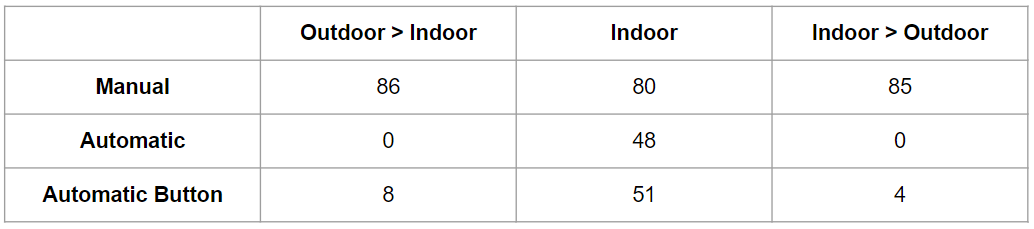 Outdoor > Indoor Indoor Indoor > Outdoor
Manual 86 80 85
Automatic 0 48 0
Automatic Button 8 51 4